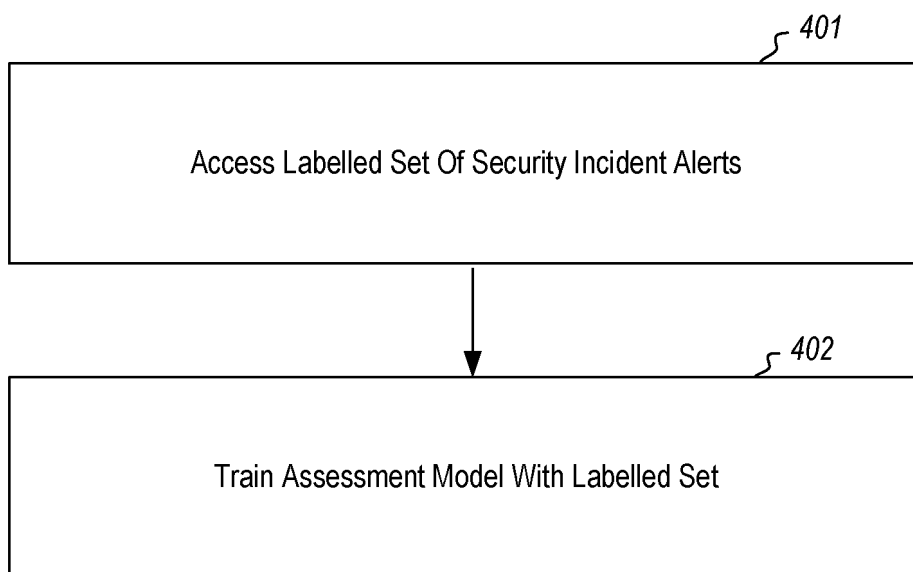 401
Access Labelled Set Of Security Incident Alerts
402
Train Assessment Model With Labelled Set